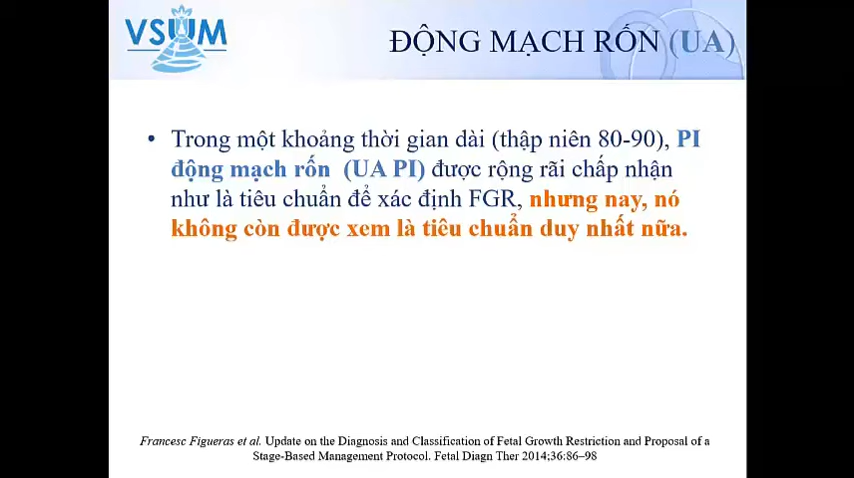 VSUM
ĐỘNG MẠCH RỐN (UA)
• Trong một khoảng thời gian dài (thập niên 80-90), PI
động mạch rốn (UA PI) được rộng rãi chấp nhận
như là tiêu chuẩn để xác định FGR, nhưng nay, nó
không còn được xem là tiêu chuẩn duy nhất nữa.
Francesc Figueras et al. Update on the Diagnosis and Classification of Fetal Growth Restriction and Proposal of a
Stage-Based Management Protocol. Fetal Diagn Ther 2014;36:86–98